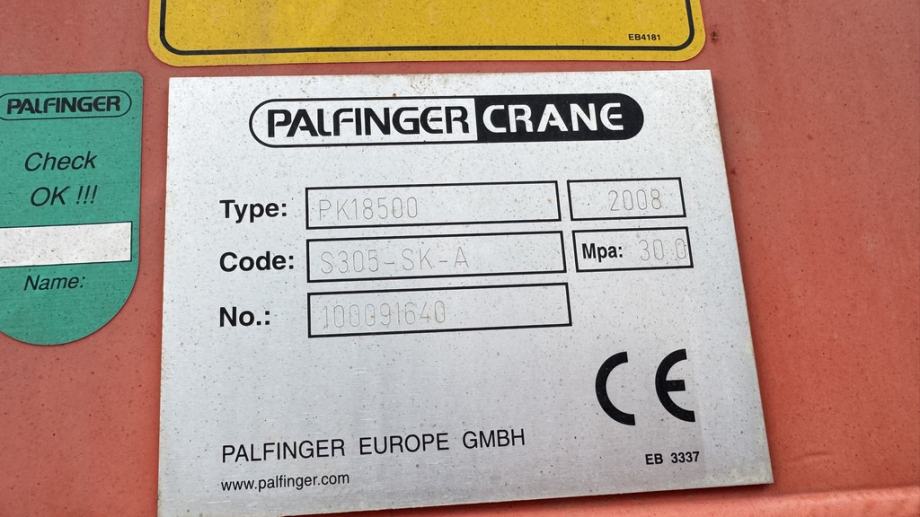 EB4181
PALFINGER
Check
OK !!!
Name:
PALFINGER CRANE
Type: PK18500 2008
Code: S305-SK-A Mpa: 30.0
No.: 100091640
CE
PALFINGER EUROPE GMBH
www.palfinger.com
EB 3337